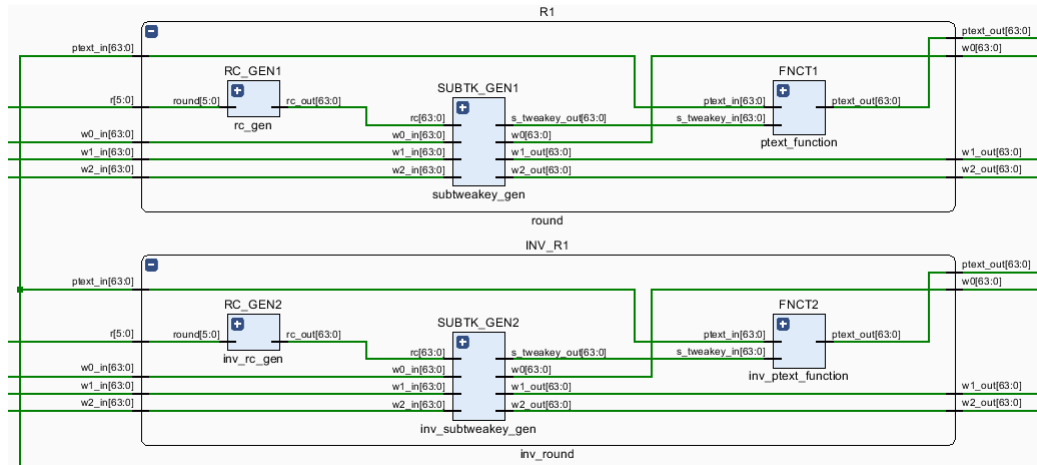 R1
ptext_in[63:0]
ptext_out[63:0]
w0[63:0]
RC_GEN1
r[5:0]
round[5:0]
rc_out[63:0]
rc_gen
SUBTK_GEN1
rc[63:0]
w0_in[63:0]
w1_in[63:0]
w2_in[63:0]
s_tweakey_out[63:0]
w0[63:0]
w1_out[63:0]
w2_out[63:0]
subtweakey_gen
FNCT1
ptext_in[63:0]
s_tweakey_in[63:0]
ptext_out[63:0]
ptext_function
w0_in[63:0]
w1_in[63:0]
w2_in[63:0]
w1_out[63:0]
w2_out[63:0]
round
INV_R1
ptext_in[63:0]
ptext_out[63:0]
w0[63:0]
RC_GEN2
r[5:0]
round[5:0]
rc_out[63:0]
inv_rc_gen
SUBTK_GEN2
rc[63:0]
w0_in[63:0]
w1_in[63:0]
w2_in[63:0]
s_tweakey_out[63:0]
w0[63:0]
w1_out[63:0]
w2_out[63:0]
inv_subtweakey_gen
FNCT2
ptext_in[63:0]
s_tweakey_in[63:0]
ptext_out[63:0]
inv_ptext_function
w0_in[63:0]
w1_in[63:0]
w2_in[63:0]
w1_out[63:0]
w2_out[63:0]
inv_round